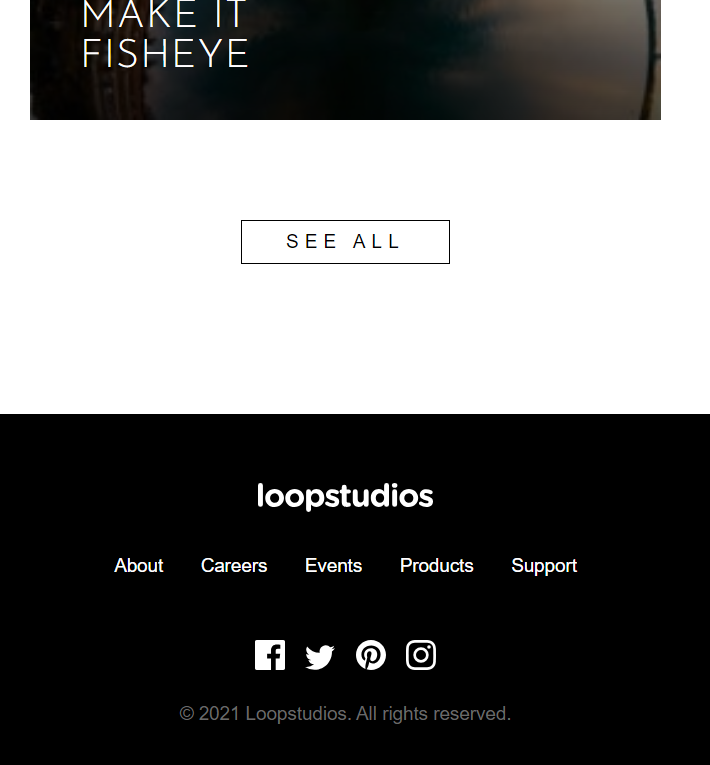 MAKE IT
FISHEYE
SEE ALL
loopstudios
About Careers Events Products Support
© 2021 Loopstudios. All rights reserved.